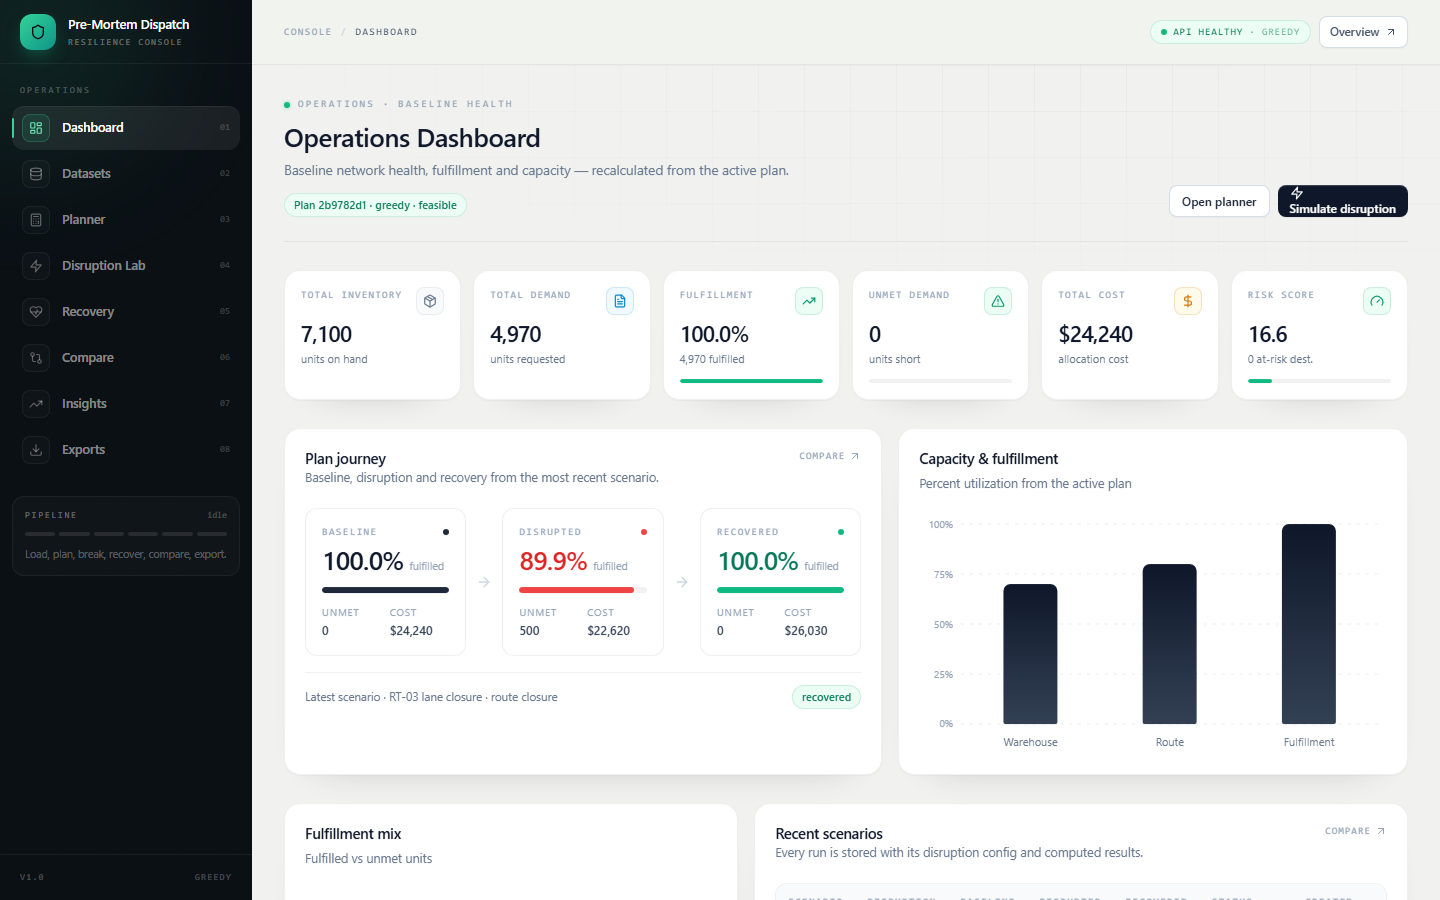 Pre-Mortem Dispatch
RESILIENCE CONSOLE
OPERATIONS
Dashboard 01
Datasets 02
Planner 03
Disruption Lab 04
Recovery 05
Compare 06
Insights 07
Exports 08
PIPELINE idle
Load, plan, break, recover, compare, export.
V1.0 GREEDY
CONSOLE / DASHBOARD
API HEALTHY · GREEDY
Overview
OPERATIONS · BASELINE HEALTH
Operations Dashboard
Baseline network health, fulfillment and capacity — recalculated from the active plan.
Plan 2b9782d1 · greedy · feasible
Open planner
Simulate disruption
TOTAL INVENTORY
7,100
units on hand
TOTAL DEMAND
4,970
units requested
FULFILLMENT
100.0%
4,970 fulfilled
UNMET DEMAND
0
units short
TOTAL COST
$24,240
allocation cost
RISK SCORE
16.6
0 at-risk dest.
Plan journey
COMPARE
Baseline, disruption and recovery from the most recent scenario.
BASELINE
100.0% fulfilled
UNMET COST
0 $24,240
DISRUPTED
89.9% fulfilled
UNMET COST
500 $22,620
RECOVERED
100.0% fulfilled
UNMET COST
0 $26,030
Latest scenario · RT-03 lane closure · route closure
recovered
Capacity & fulfillment
Percent utilization from the active plan
100%
75%
50%
25%
0%
Warehouse Route Fulfillment
Fulfillment mix
Fulfilled vs unmet units
Recent scenarios
COMPARE
Every run is stored with its disruption config and computed results.